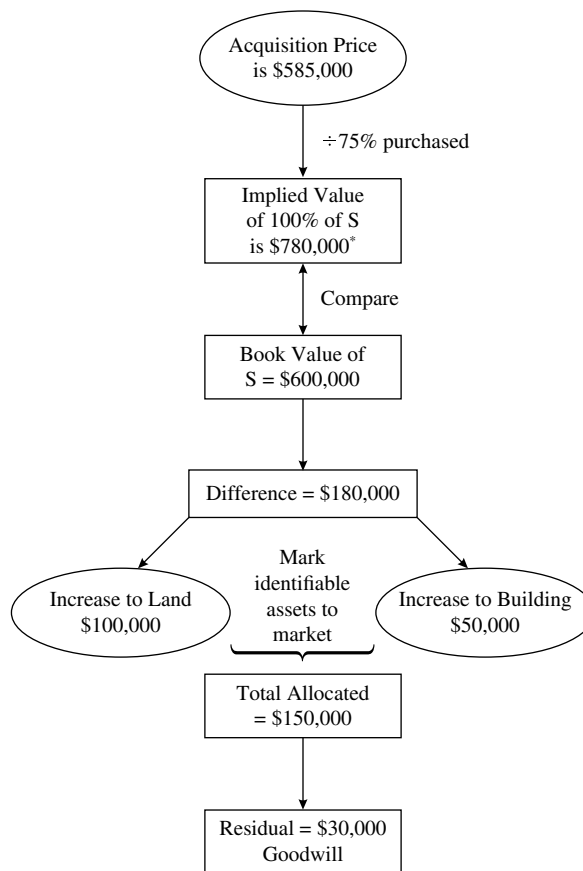 Acquisition Price
is $585,000
÷75% purchased
Implied Value
of 100% of S
is $780,000*
Compare
Book Value of
S = $600,000
Difference = $180,000
Mark
identifiable
assets to
market
Increase to Land
$100,000
Increase to Building
$50,000
Total Allocated
= $150,000
Residual = $30,000
Goodwill